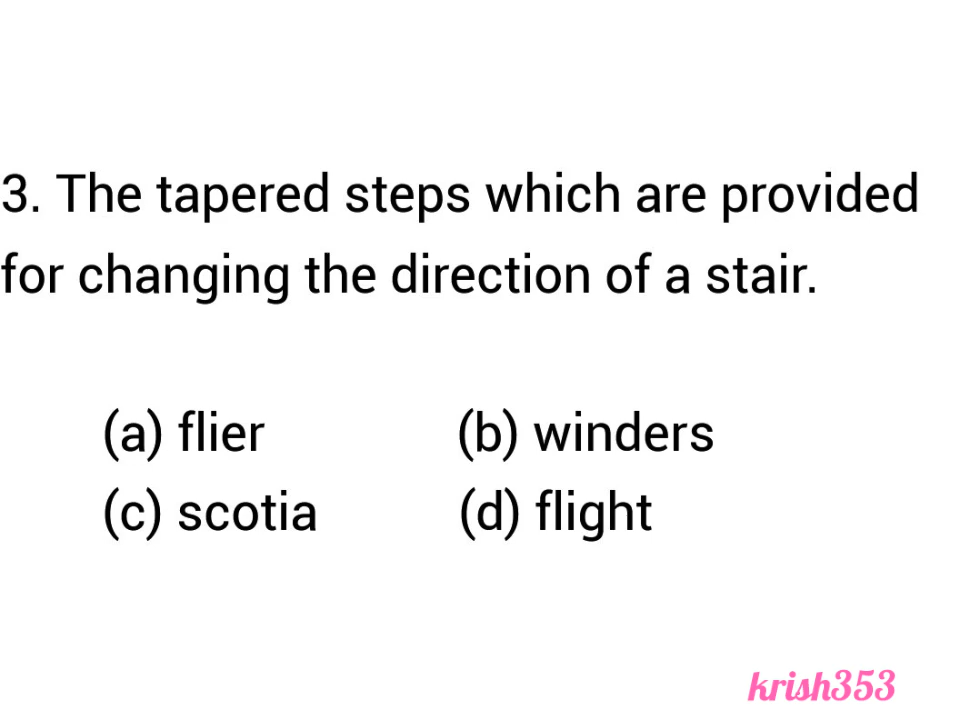 3. The tapered steps which are provided
for changing the direction of a stair.
(a) flier (b) winders
(c) scotia (d) flight
krish353